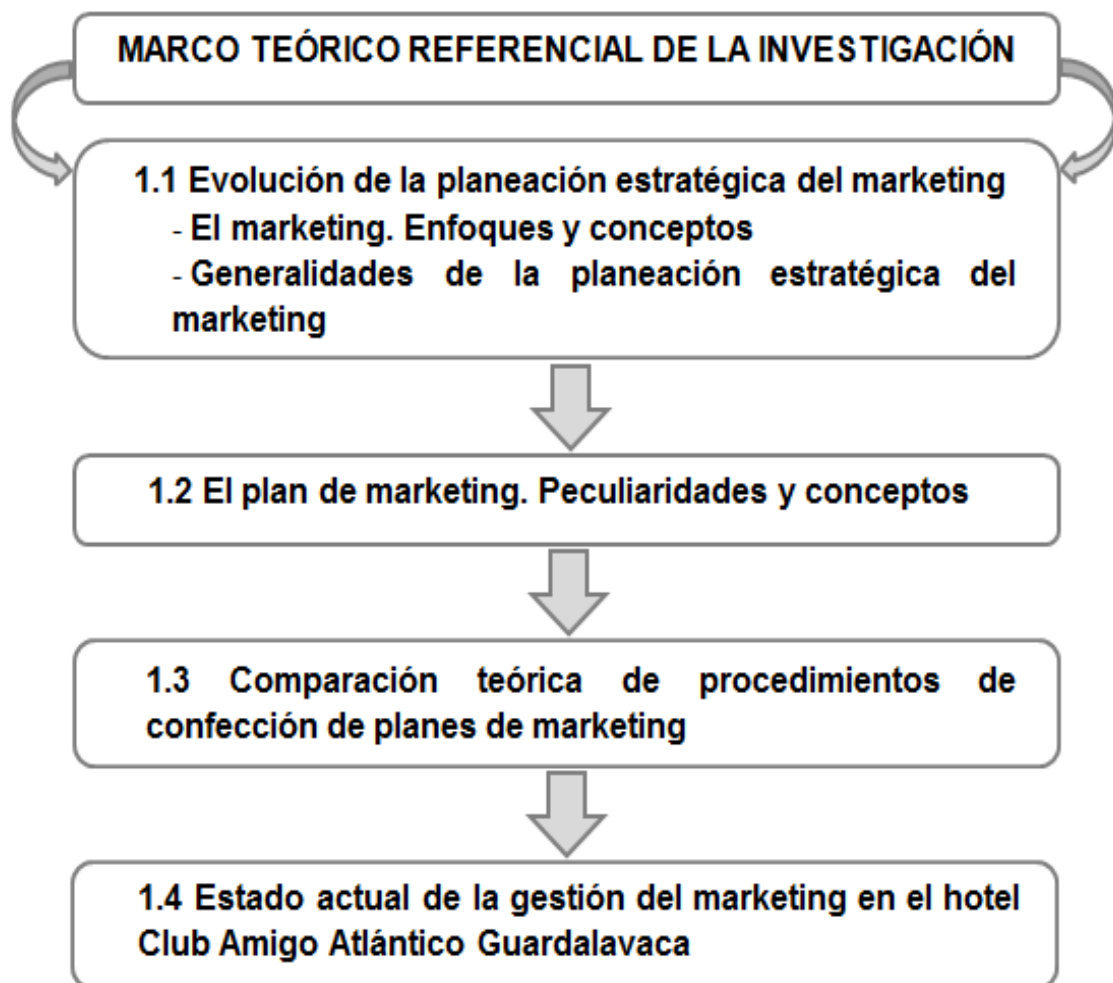 MARCO TEÓRICO REFERENCIAL DE LA INVESTIGACIÓN
1.1 Evolución de la planeación estratégica del marketing
- El marketing. Enfoques y conceptos
- Generalidades de la planeación estratégica del
marketing
1.2 El plan de marketing. Peculiaridades y conceptos
1.3 Comparación teórica de procedimientos de
confección de planes de marketing
1.4 Estado actual de la gestión del marketing en el hotel
Club Amigo Atlántico Guardalavaca